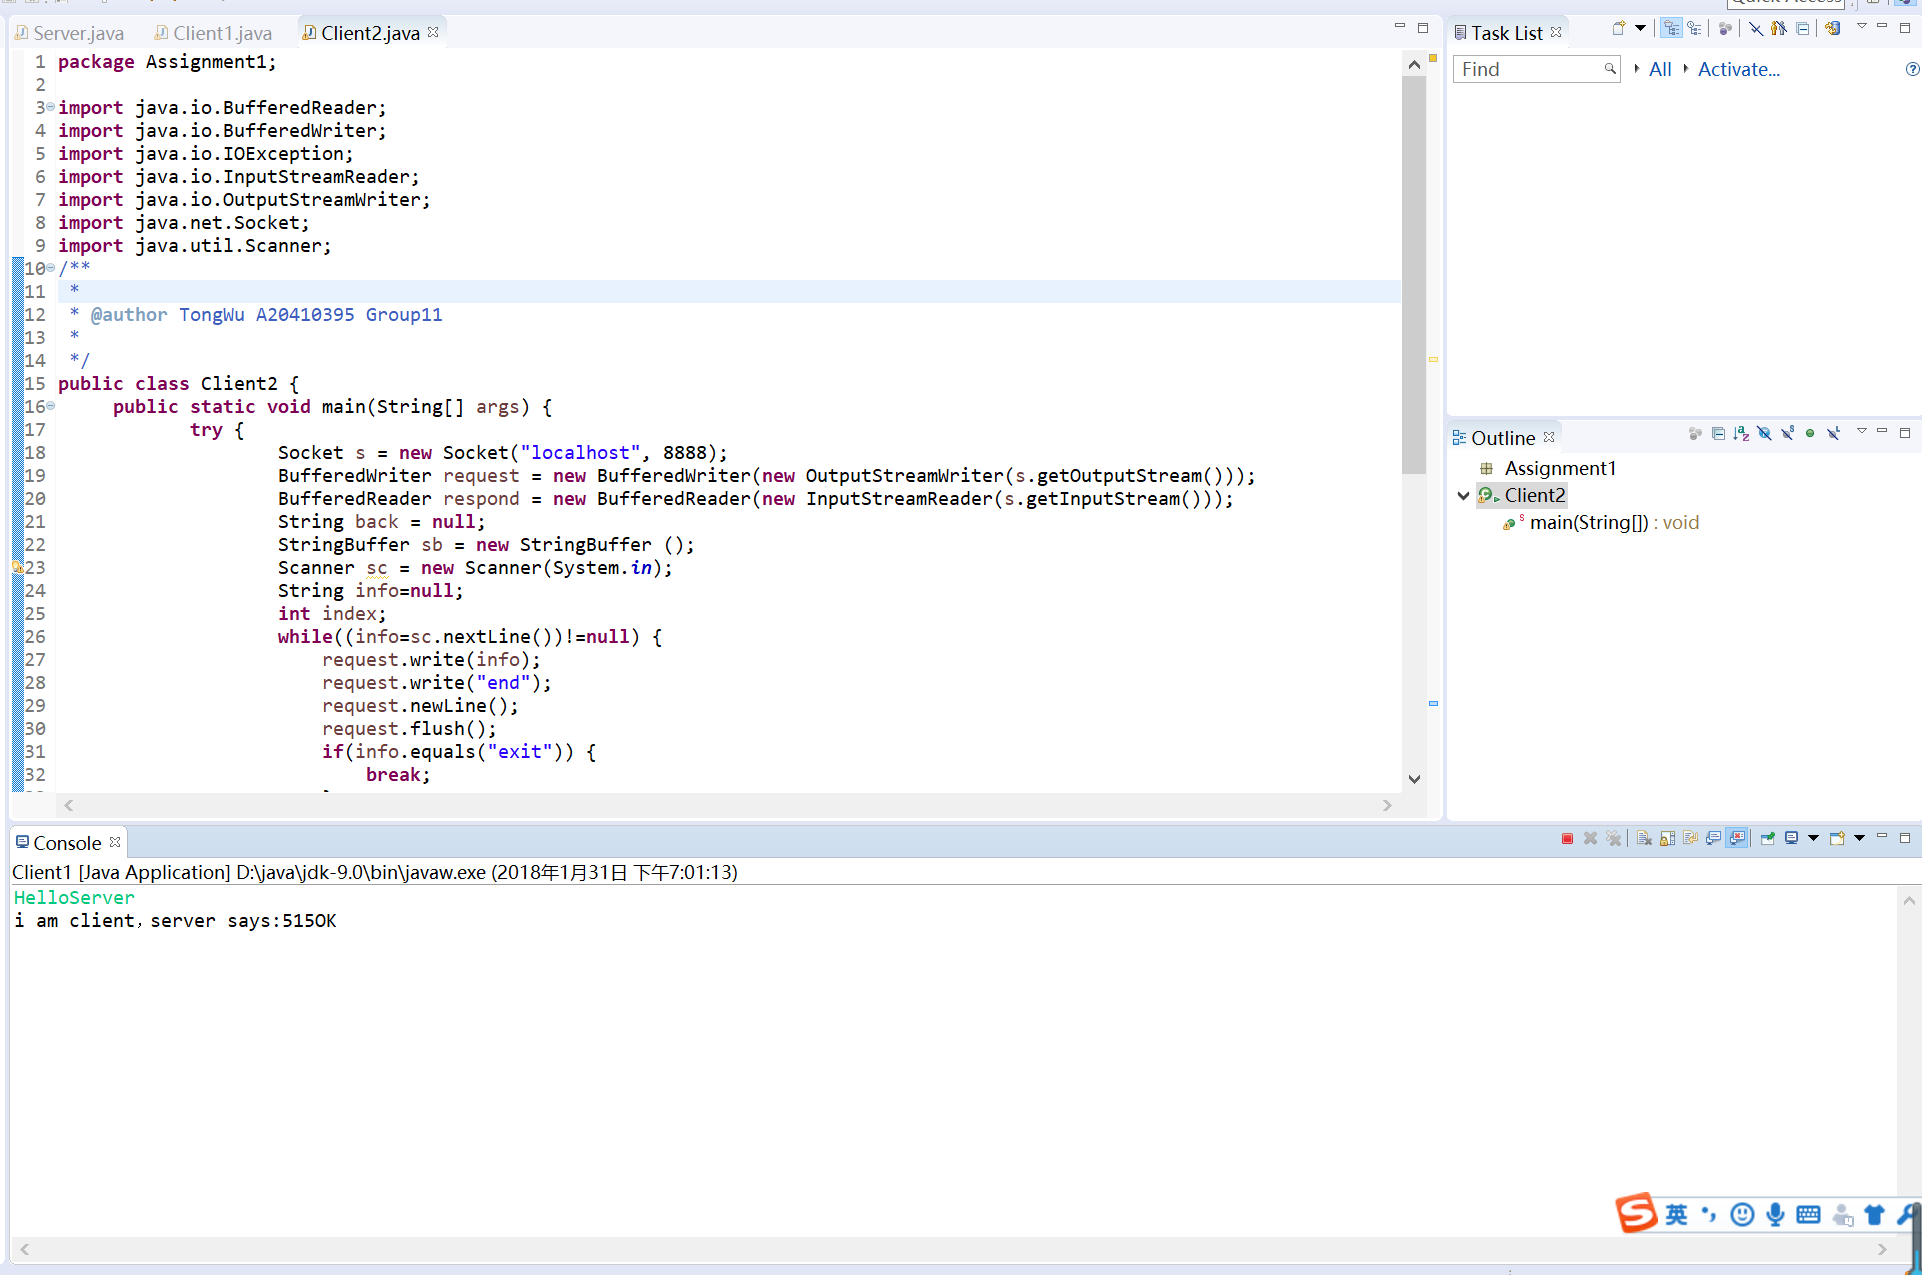 Quick Access
Server.java Client1.java Client2.java
1 package Assignment1;
2
3 import java.io.BufferedReader;
4 import java.io.BufferedWriter;
5 import java.io.IOException;
6 import java.io.InputStreamReader;
7 import java.io.OutputStreamWriter;
8 import java.net.Socket;
9 import java.util.Scanner;
10 /**
11 *
12 * @author TongWu A20410395 Group11
13 *
14 */
15 public class Client2 {
16 public static void main(String[] args) {
17 try {
18 Socket s = new Socket("localhost", 8888);
19 BufferedWriter request = new BufferedWriter(new OutputStreamWriter(s.getOutputStream()));
20 BufferedReader respond = new BufferedReader(new InputStreamReader(s.getInputStream()));
21 String back = null;
22 StringBuffer sb = new StringBuffer ();
23 Scanner sc = new Scanner(System.in);
24 String info=null;
25 int index;
26 while((info=sc.nextLine())!=null) {
27 request.write(info);
28 request.write("end");
29 request.newLine();
30 request.flush();
31 if(info.equals("exit")) {
32 break;
Task List
Find All Activate...
Outline
Assignment1
Client2
main(String[]) : void
Console
Client1 [Java Application] D:\java\jdk-9.0\bin\javaw.exe (2018年1月31日 下午7:01:13)
HelloServer
i am client，server says:515OK
英